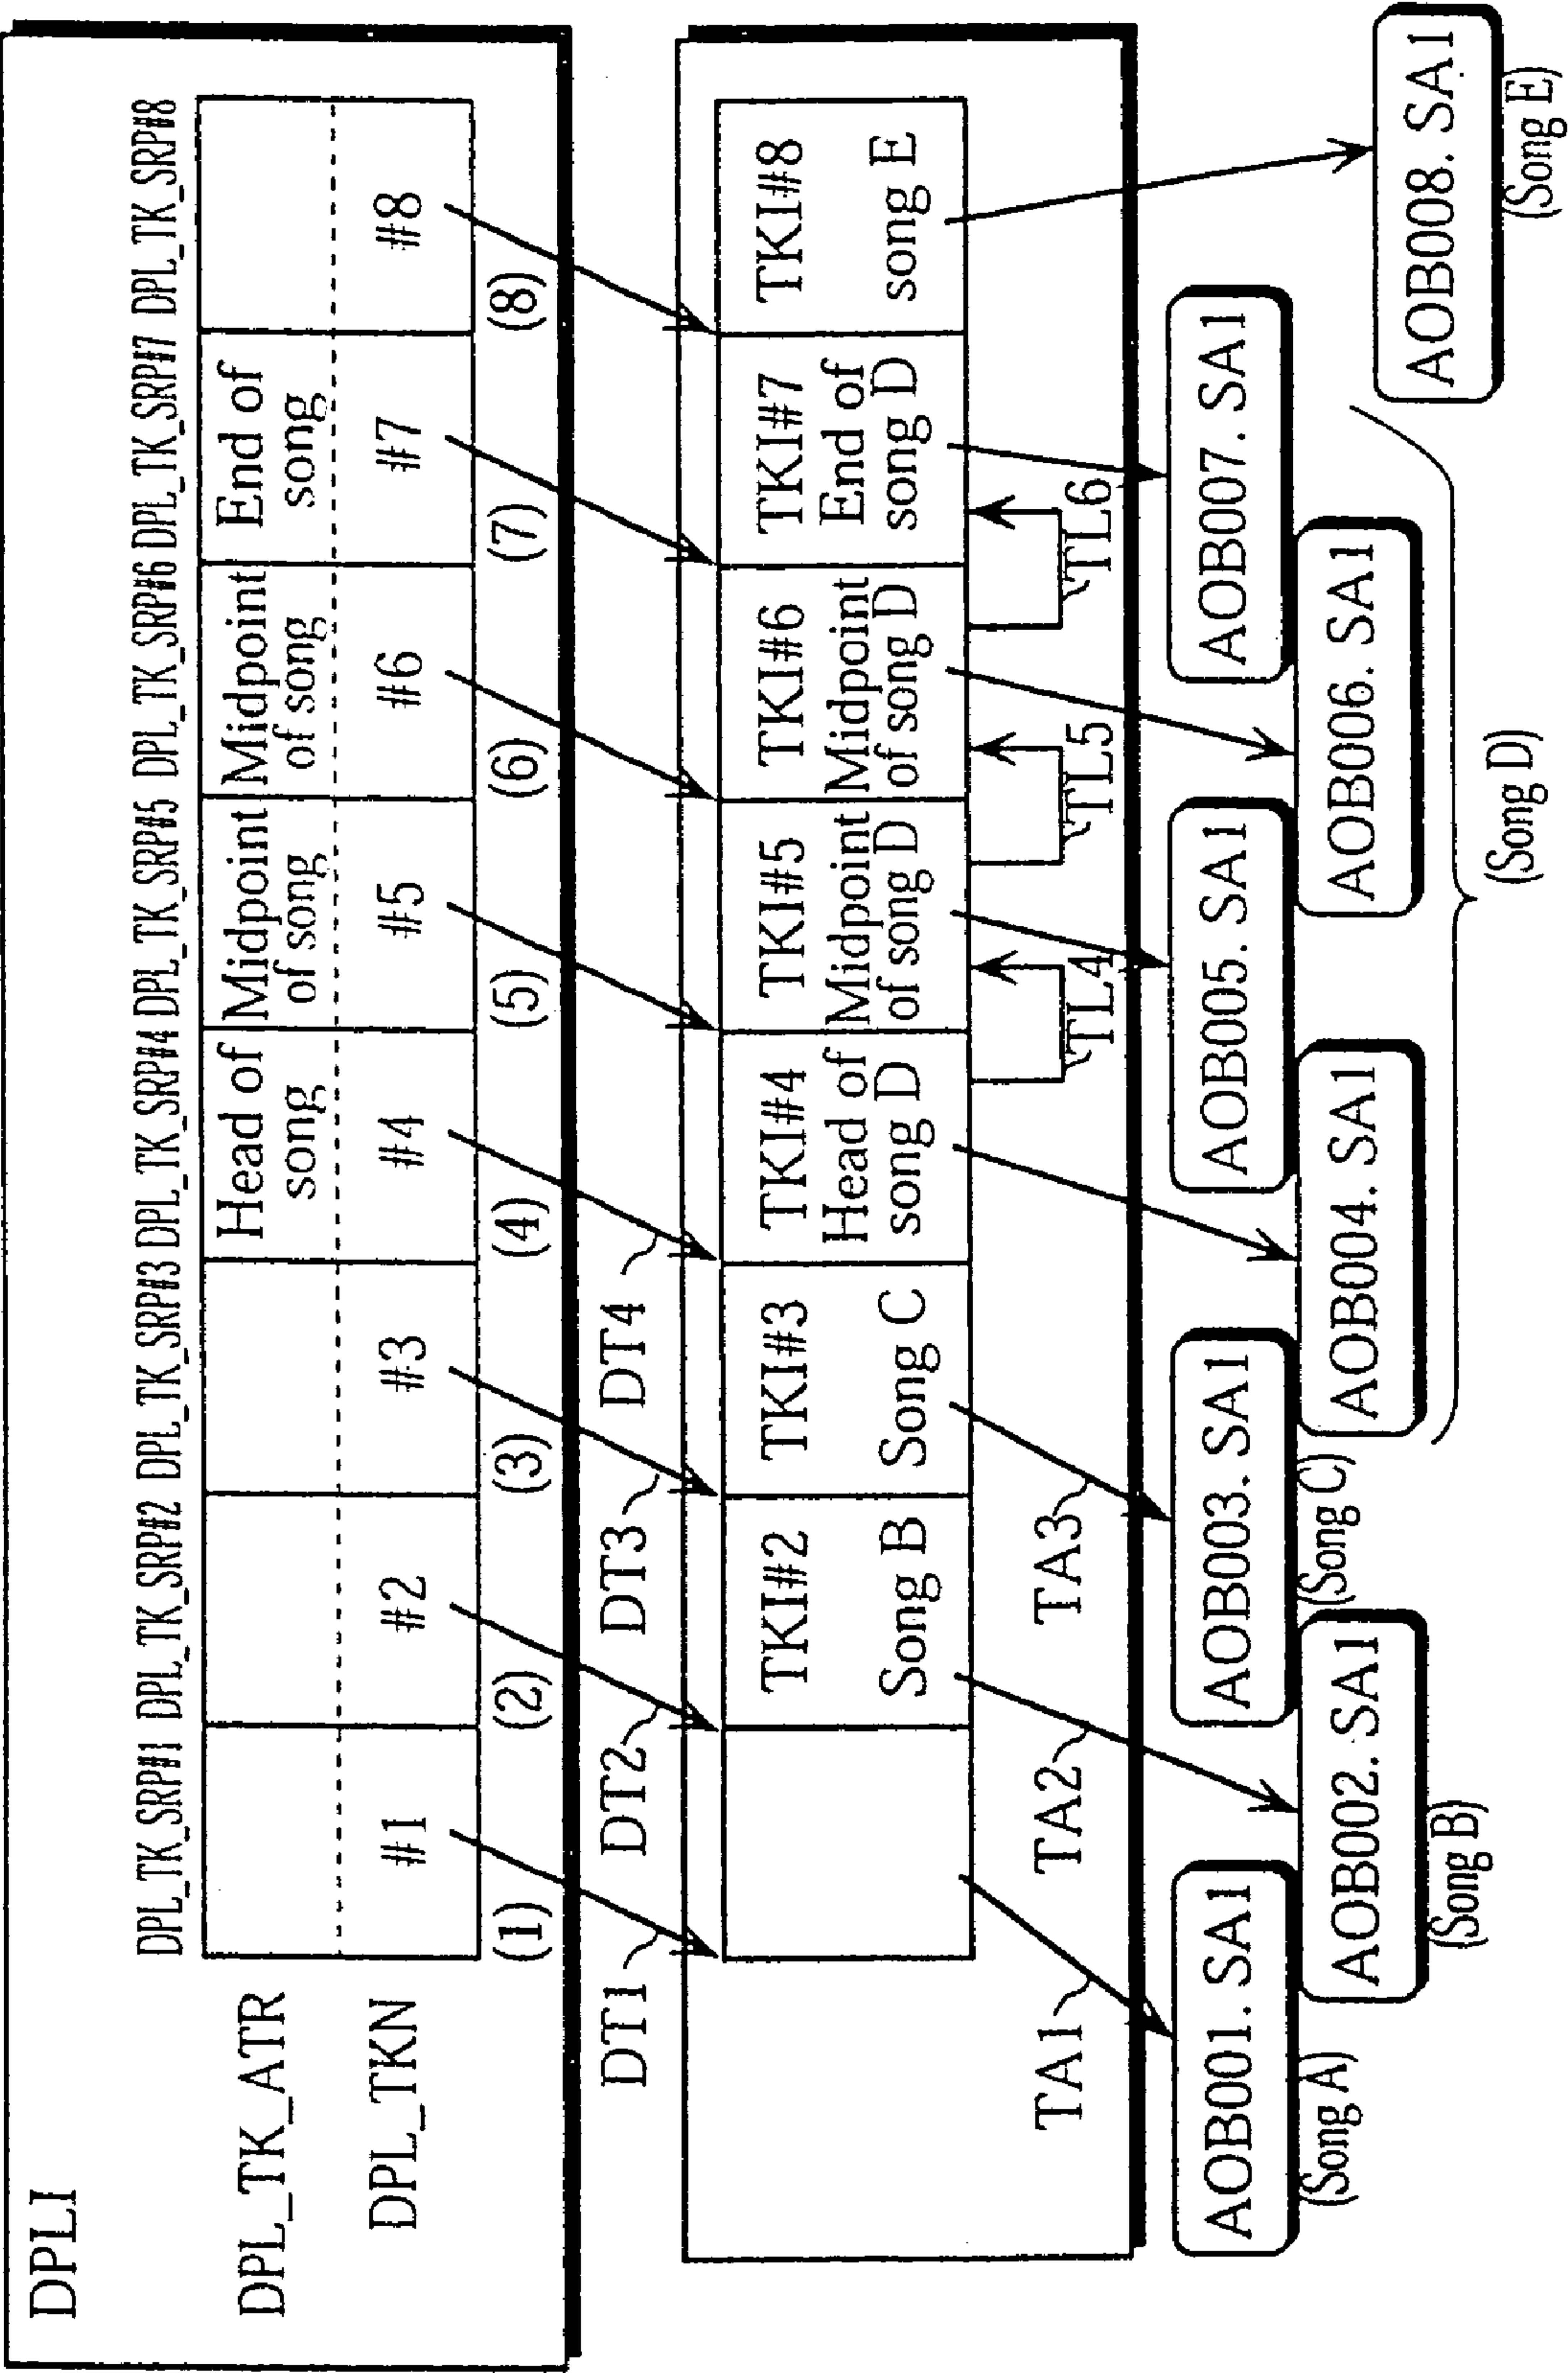 DPLI
DPL_TK_SRP#1 DPL_TK_SRP#2 DPL_TK_SRP#3 DPL_TK_SRP#4 DPL_TK_SRP#5 DPL_TK_SRP#6 DPL_TK_SRP#7 DPL_TK_SRP#8
DPL_TK_ATR
Head of
song
Midpoint
of song
Midpoint
of song
End of
song
DPL_TKN
#1 #2 #3 #4 #5 #6 #7 #8
(1) (2) (3) (4) (5) (6) (7) (8)
DT1 DT2 DT3 DT4
TKI#2
Song B
TKI#3
Song C
TKI#4
Head of
song D
TKI#5
Midpoint
of song D
TKI#6
Midpoint
of song D
TKI#7
End of
song D
TKI#8
song E
TA1 TA2 TA3 TL4 TL5 TL6
AOB001. SA1
(Song A)
AOB002. SA1
(Song B)
AOB003. SA1
(Song C)
AOB004. SA1
AOB005. SA1
AOB006. SA1
AOB007. SA1
(Song D)
AOB008. SA1
(Song E)